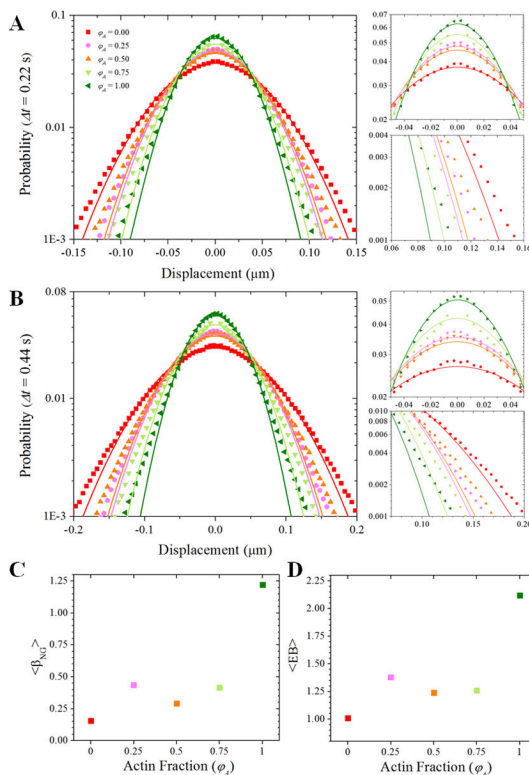 A
Probability (Δt = 0.22 s)
0.1
0.01
1E-3
φA = 0.00
φA = 0.25
φA = 0.50
φA = 0.75
φA = 1.00
-0.15 -0.10 -0.05 0.00 0.05 0.10 0.15
Displacement (μm)
0.07
0.06
0.05
0.04
0.03
0.02
-0.04 -0.02 0.00 0.02 0.04
0.004
0.003
0.002
0.001
0.06 0.08 0.10 0.12 0.14 0.16
B
Probability (Δt = 0.44 s)
0.08
0.01
1E-3
-0.2 -0.1 0.0 0.1 0.2
Displacement (μm)
0.05
0.04
0.03
0.02
-0.04 -0.02 0.00 0.02 0.04
0.010
0.008
0.006
0.004
0.002
0.001
0.10 0.15 0.20
C
<βNG>
1.25
1.00
0.75
0.50
0.25
0.00
0 0.25 0.5 0.75 1
Actin Fraction (φA)
D
<EB>
2.25
2.00
1.75
1.50
1.25
1.00
0 0.25 0.5 0.75 1
Actin Fraction (φA)